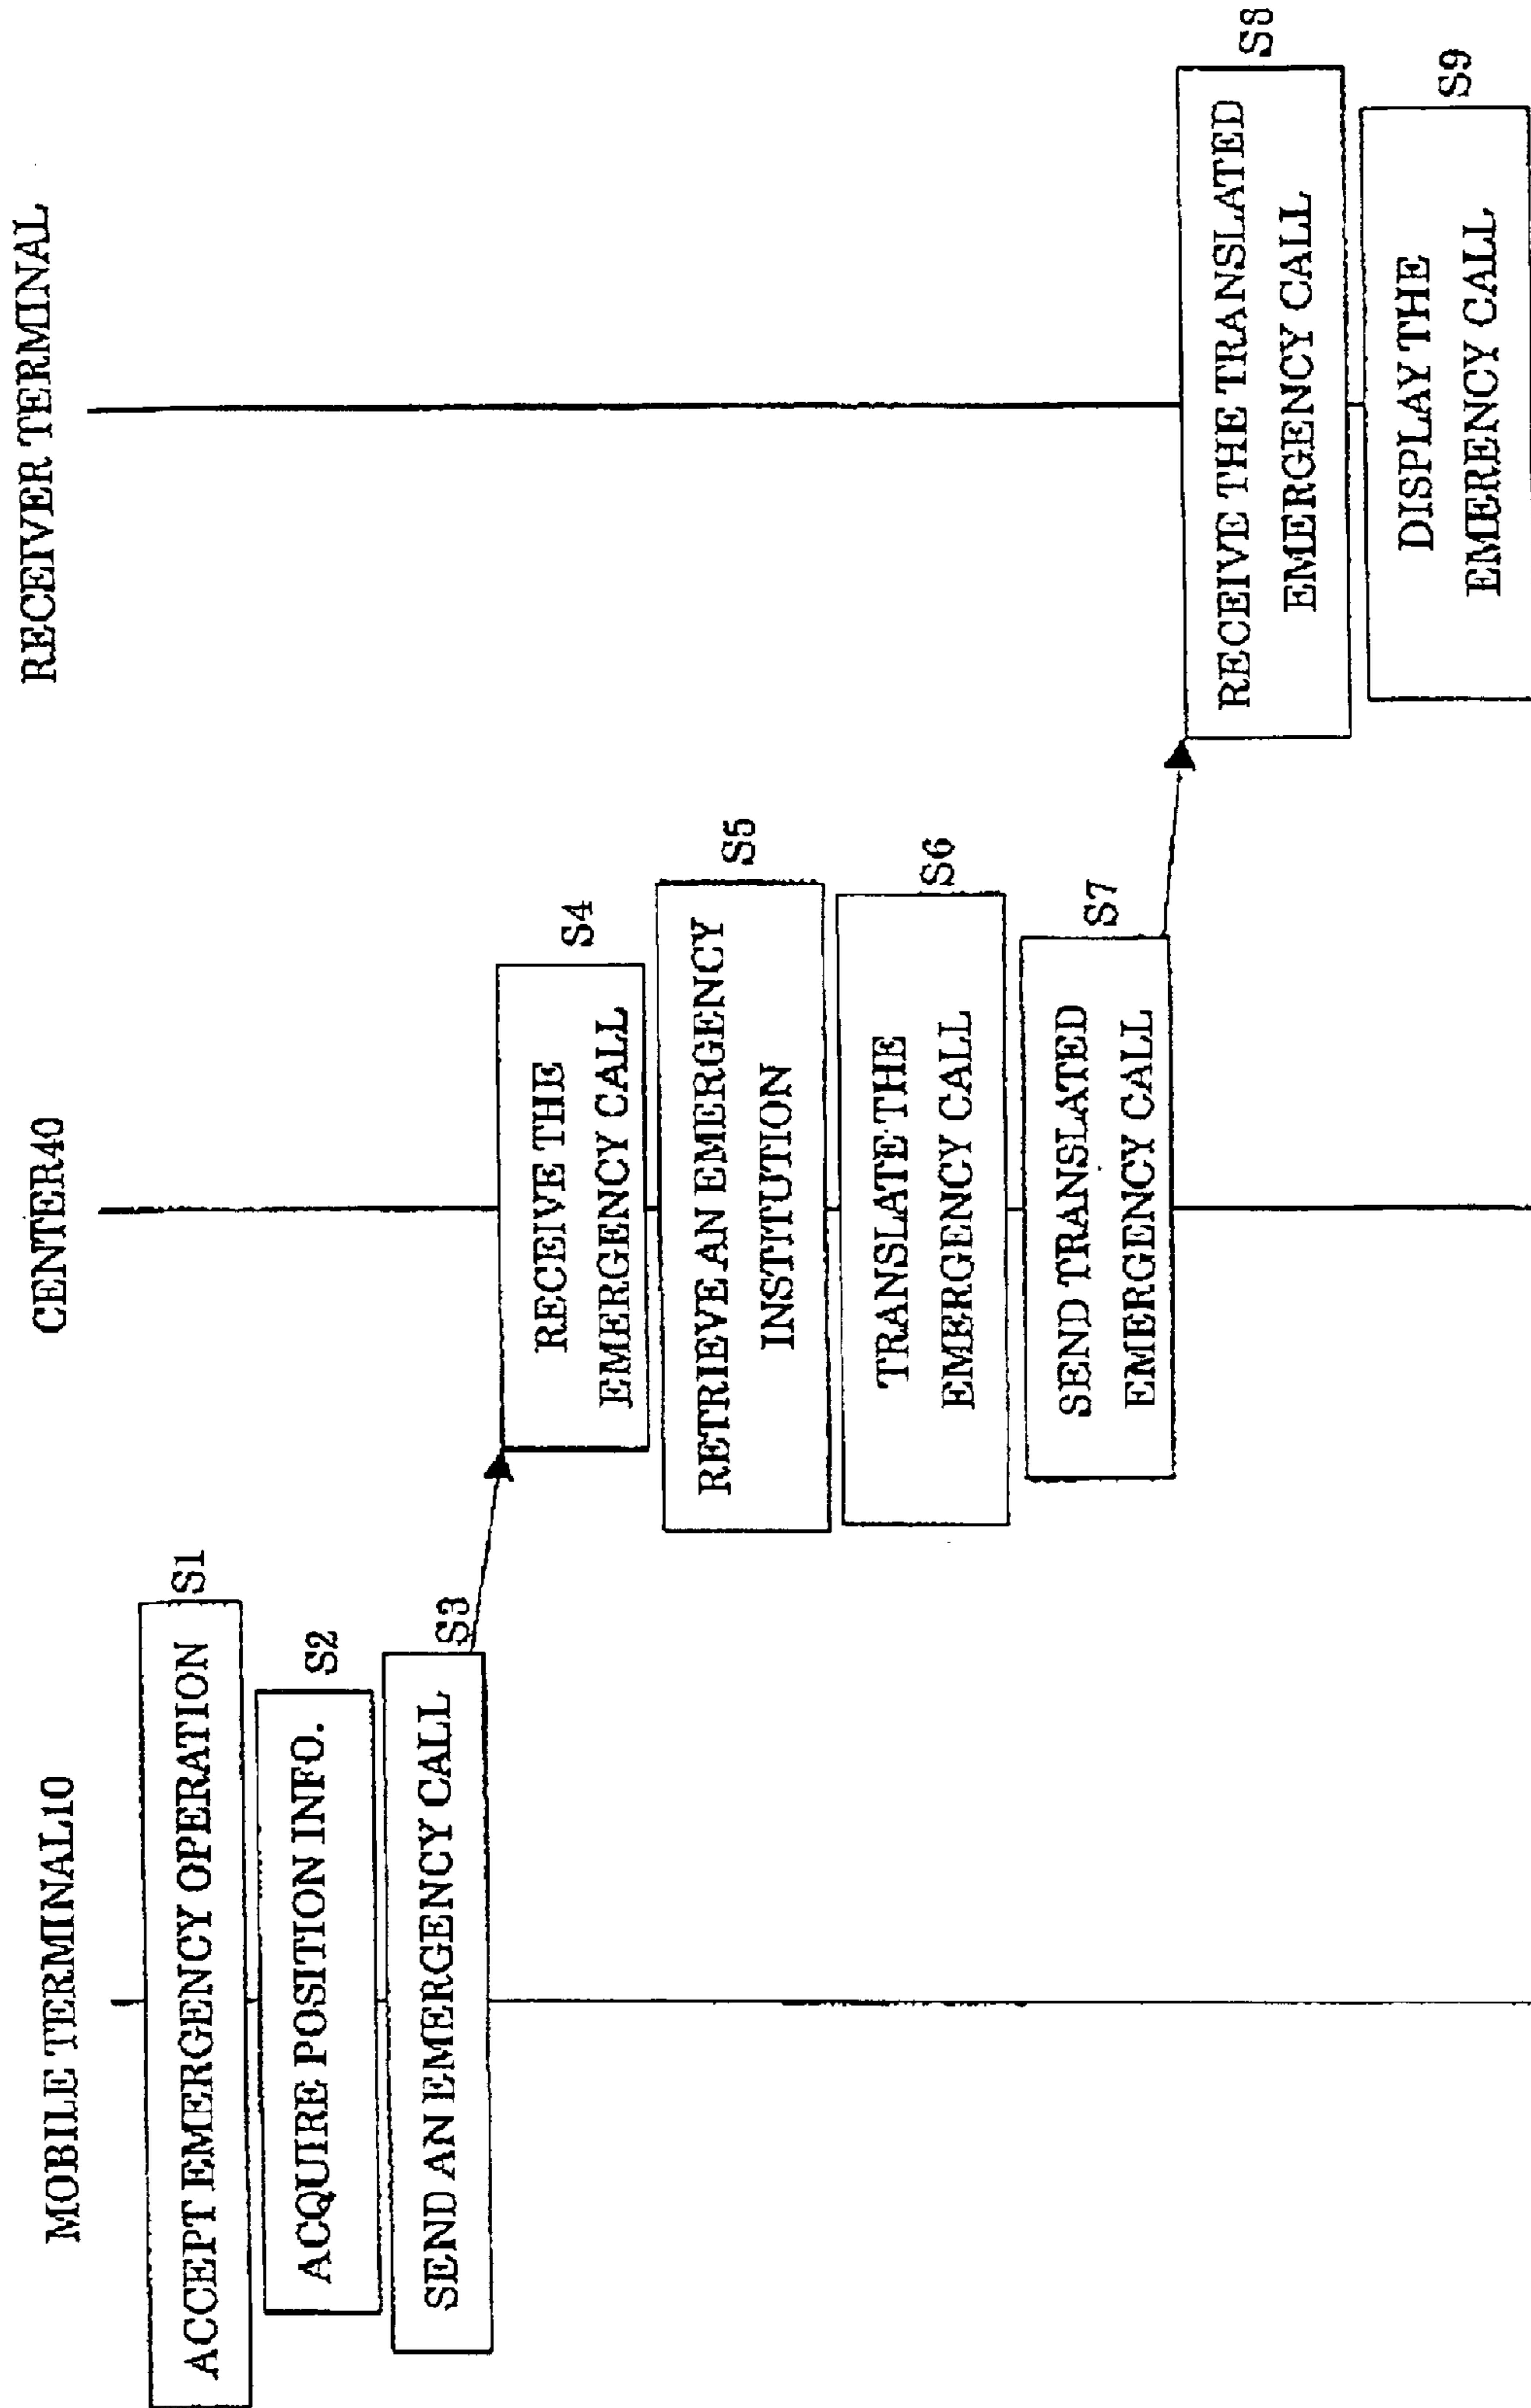 MOBILE TERMINAL10
CENTER40
RECEIVER TERMINAL
ACCEPT EMERGENCY OPERATION
S1
ACQUIRE POSITION INFO.
S2
SEND AN EMERGENCY CALL
S3
RECEIVE THE
EMERGENCY CALL
S4
RETRIEVE AN EMERGENCY
INSTITUTION
S5
TRANSLATE THE
EMERGENCY CALL
S6
SEND TRANSLATED
EMERGENCY CALL
S7
RECEIVE THE TRANSLATED
EMERGENCY CALL
S8
DISPLAY THE
EMERENCY CALL
S9